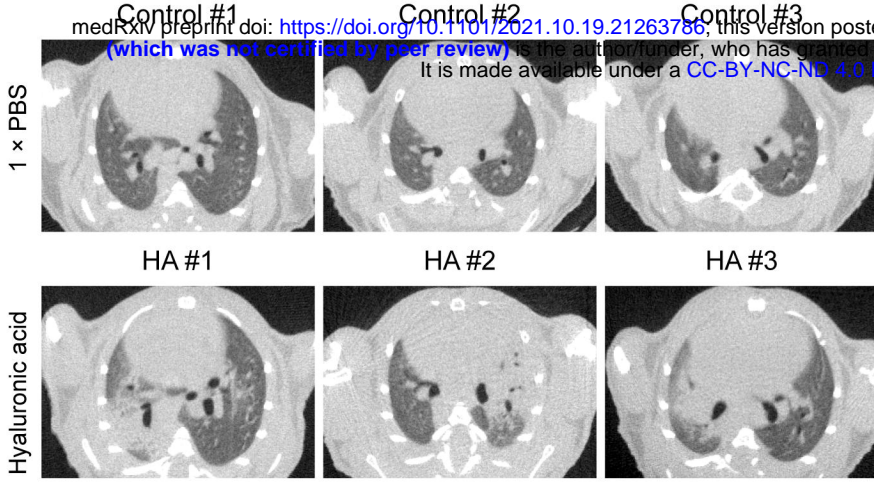 Control #1 Control #2 Control #3
medRxiv preprint doi: https://doi.org/10.1101/2021.10.19.21263786; this version poste
(which was not certified by peer review) is the author/funder, who has granted
It is made available under a CC-BY-NC-ND 4.0
1 × PBS
HA #1 HA #2 HA #3
Hyaluronic acid